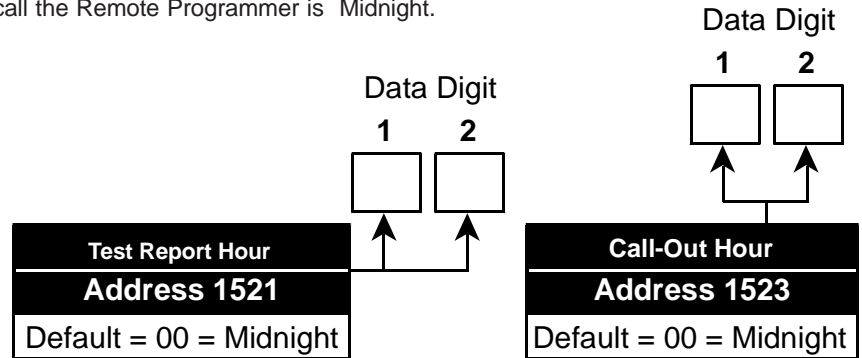 call the Remote Programmer is Midnight.
Data Digit
1 2
Test Report Hour
Address 1521
Default = 00 = Midnight
Data Digit
1 2
Call-Out Hour
Address 1523
Default = 00 = Midnight